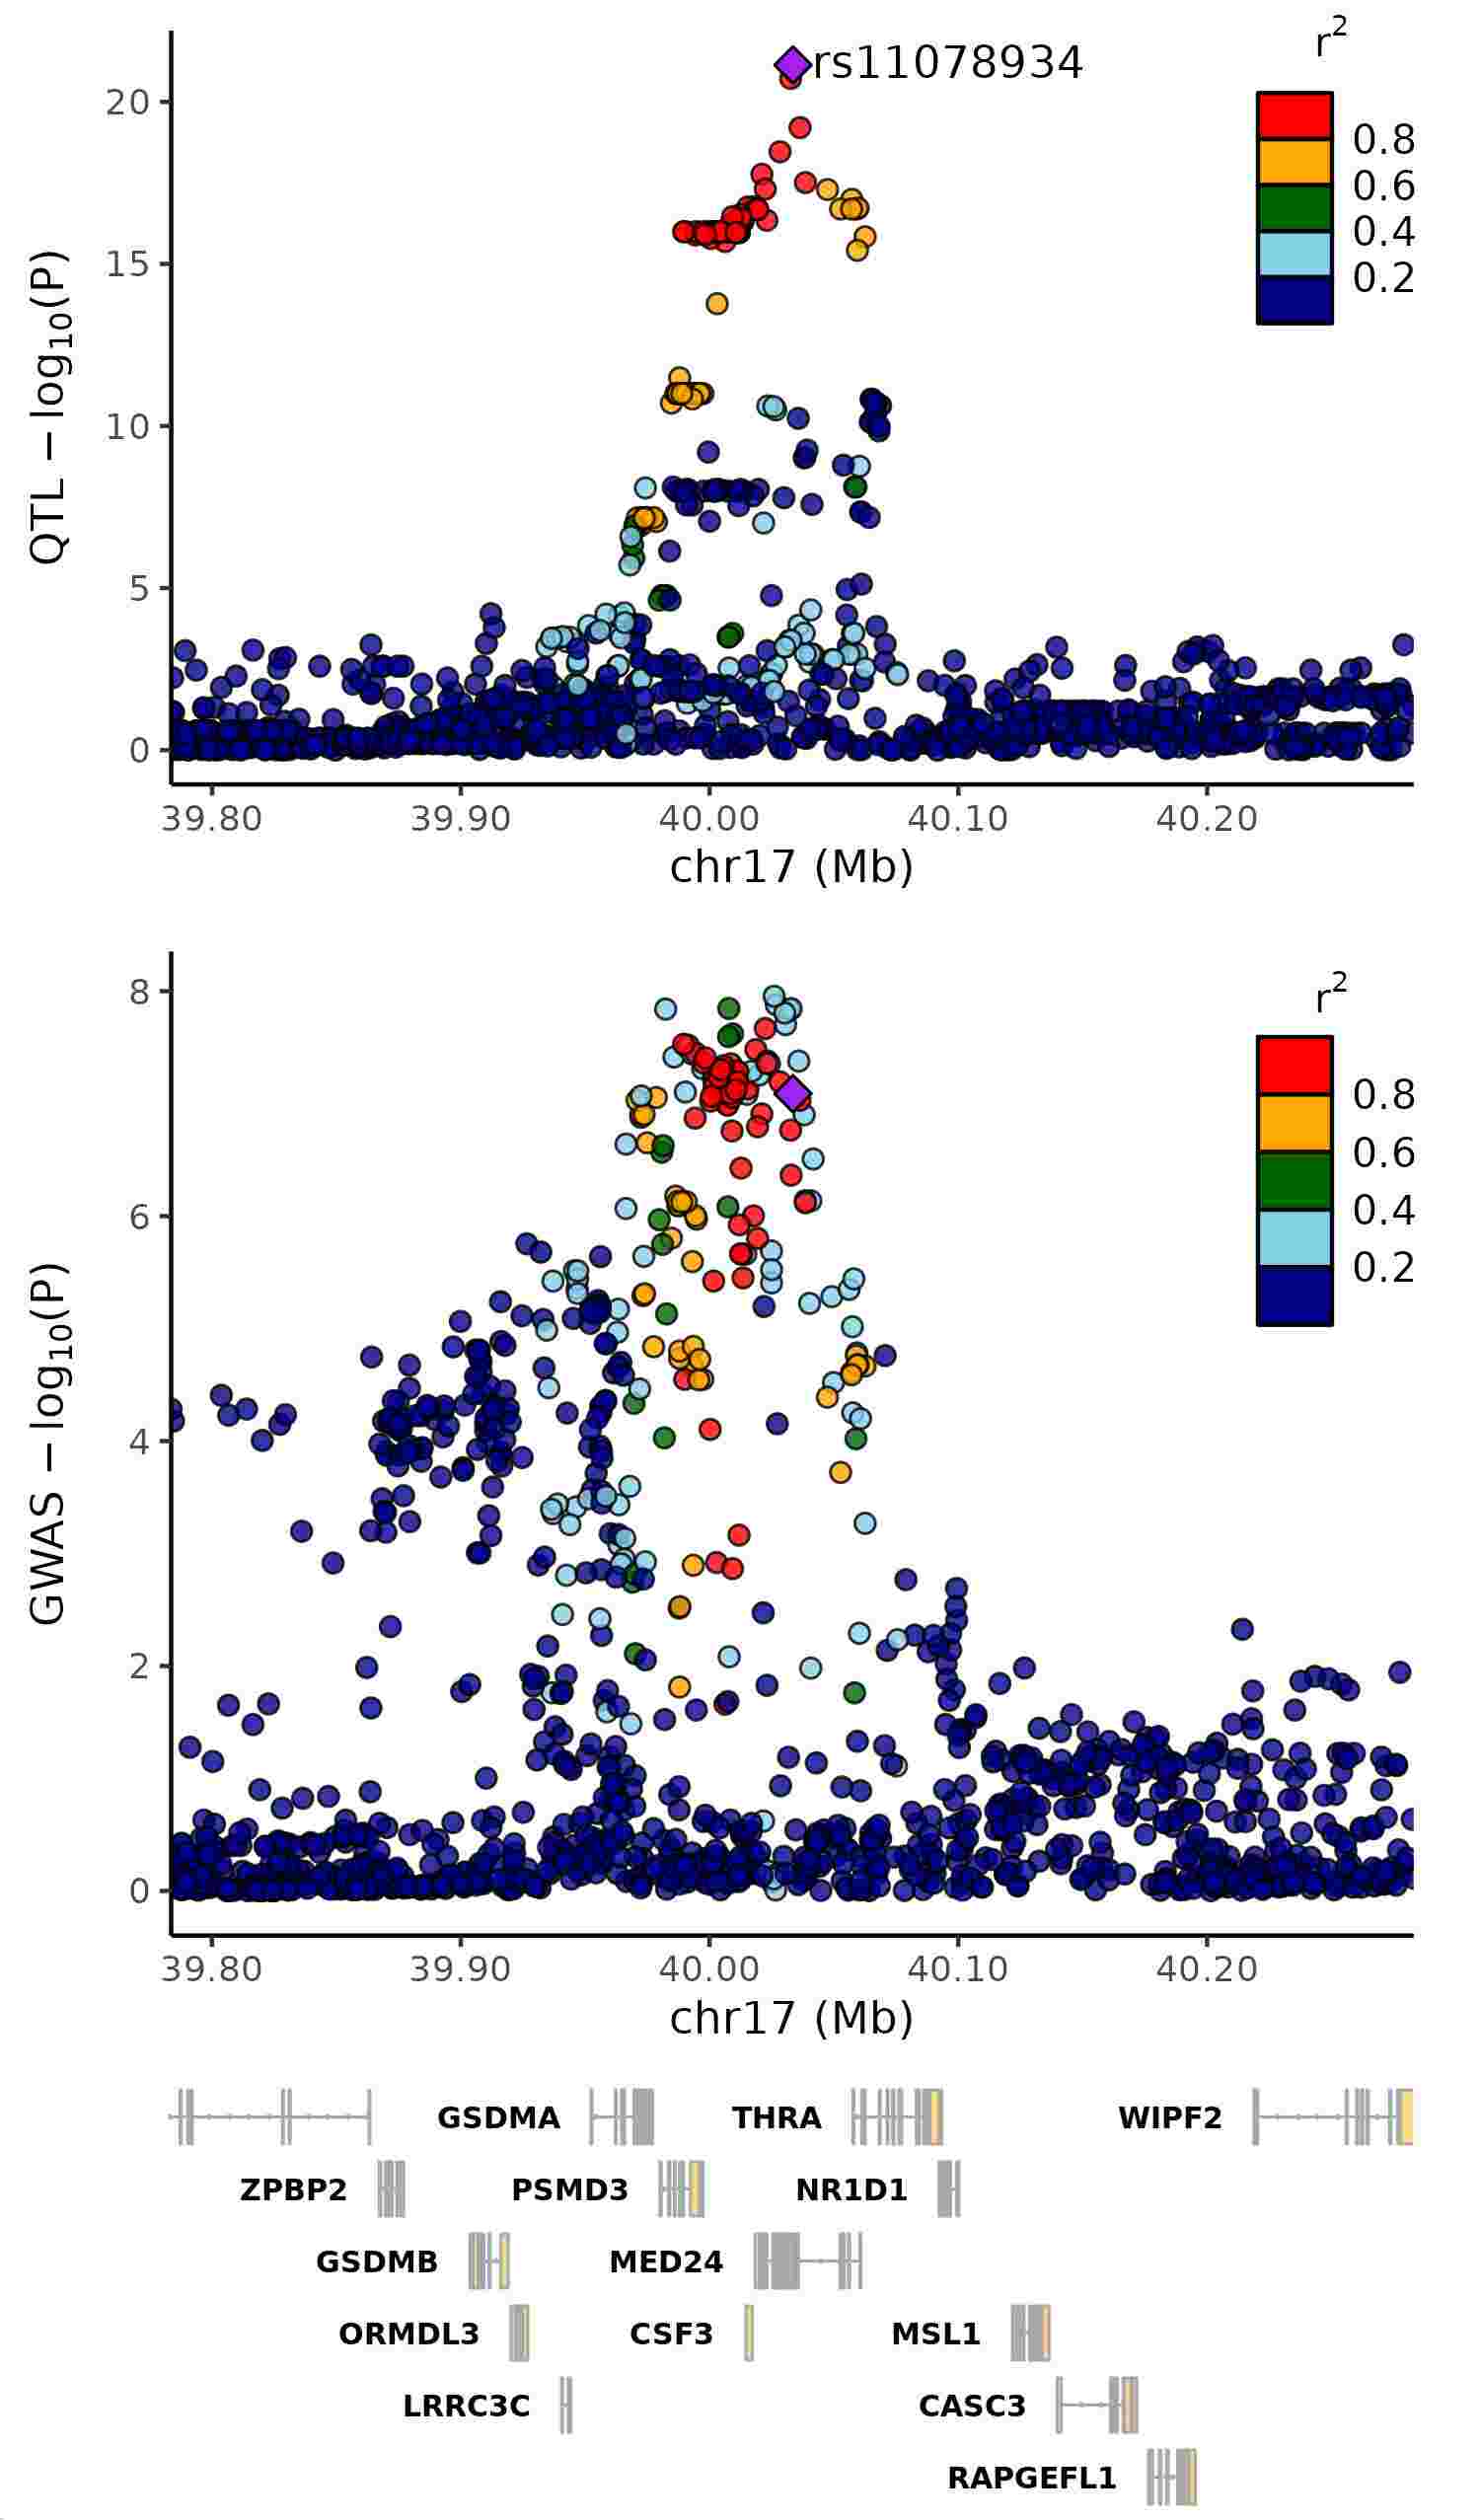 r²
rs11078934
0.8
0.6
0.4
0.2
20
15
10
5
0
QTL − log₁₀(P)
39.80 39.90 40.00 40.10 40.20
chr17 (Mb)
r²
0.8
0.6
0.4
0.2
8
6
4
2
0
GWAS − log₁₀(P)
39.80 39.90 40.00 40.10 40.20
chr17 (Mb)
GSDMA THRA WIPF2
ZPBP2 PSMD3 NR1D1
GSDMB MED24
ORMDL3 CSF3 MSL1
LRRC3C CASC3
RAPGEFL1